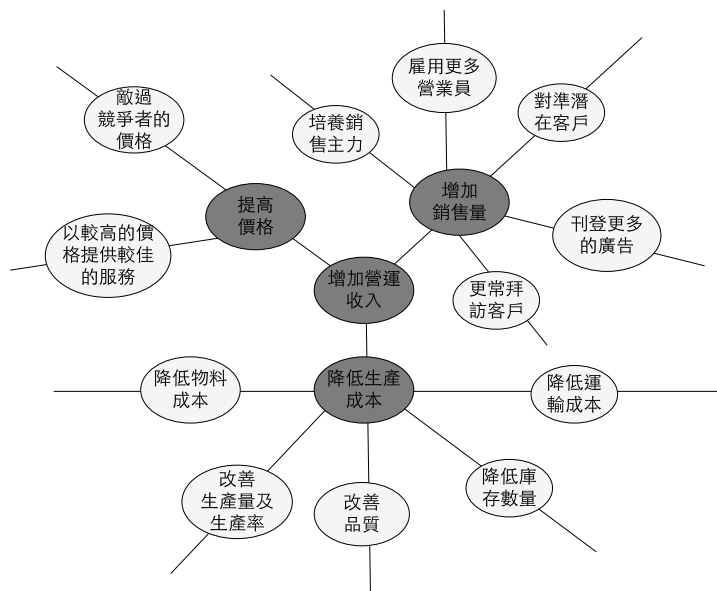 雇用更多
營業員
敵過
競爭者的
價格
對準潛
在客戶
培養銷
售主力
提高
價格
增加
銷售量
以較高的價
格提供較佳
的服務
刊登更多
的廣告
增加營運
收入
更常拜
訪客戶
降低物料
成本
降低生產
成本
降低運
輸成本
改善
生產量及
生產率
改善
品質
降低庫
存數量